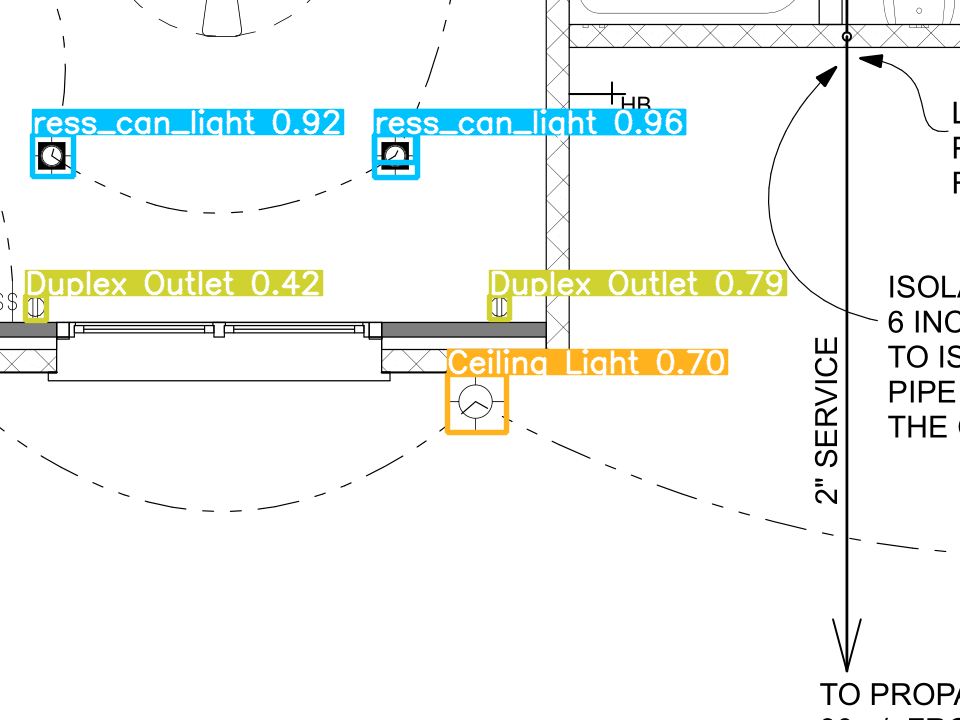 HB
ress_can_light 0.92
ress_can_light 0.96
Duplex Outlet 0.42
Duplex Outlet 0.79
SS
Ceiling Light 0.70
2" SERVICE
L
F
F
ISOLA
6 INC
TO IS
PIPE
THE
TO PROPA